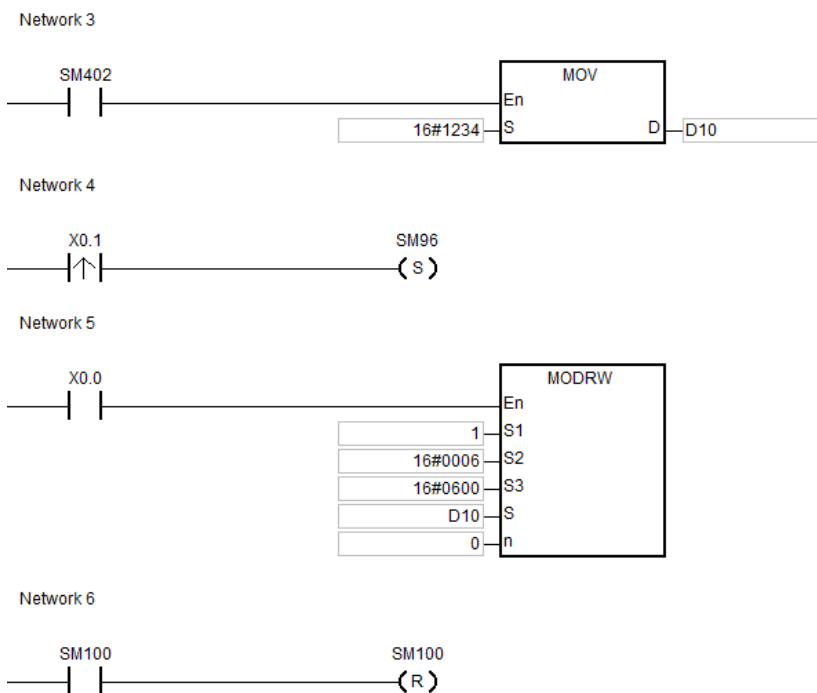 Network 3
SM402
MOV
En
16#1234 S D D10
Network 4
X0.1 SM96
S
Network 5
X0.0 MODRW
En
1 S1
16#0006 S2
16#0600 S3
D10 S
0 n
Network 6
SM100 SM100
R